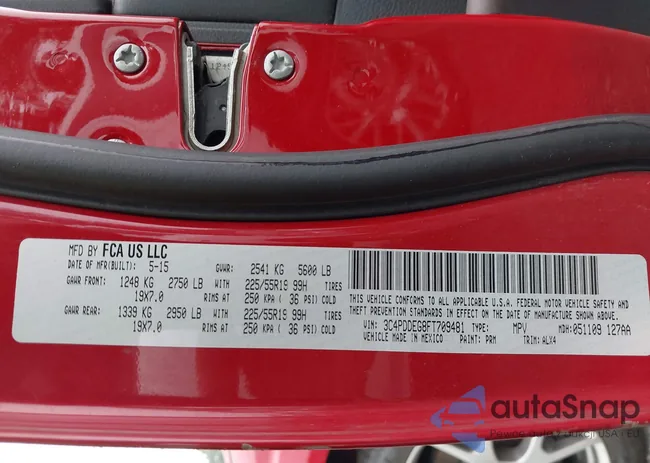 MFD BY FCA US LLC
DATE OF MFR(BUILT): 5-15 GVWR: 2541 KG 5600 LB
GAWR FRONT: 1248 KG 2750 LB WITH 225/55R19 99H TIRES
19X7.0 RIMS AT 250 KPA( 36 PSI) COLD
GAWR REAR: 1339 KG 2950 LB WITH 225/55R19 99H TIRES
19X7.0 RIMS AT 250 KPA( 36 PSI) COLD
THIS VEHICLE CONFORMS TO ALL APPLICABLE U.S.A. FEDERAL MOTOR VEHICLE SAFETY AND
THEFT PREVENTION STANDARDS IN EFFECT ON THE DATE OF MANUFACTURE SHOWN ABOVE.
VIN: 3C4PDDEG8FT709481 TYPE: MPV MDH: 051109 127AA
VEHICLE MADE IN MEXICO PAINT: PRM TRIM: ALX4
autaSnap